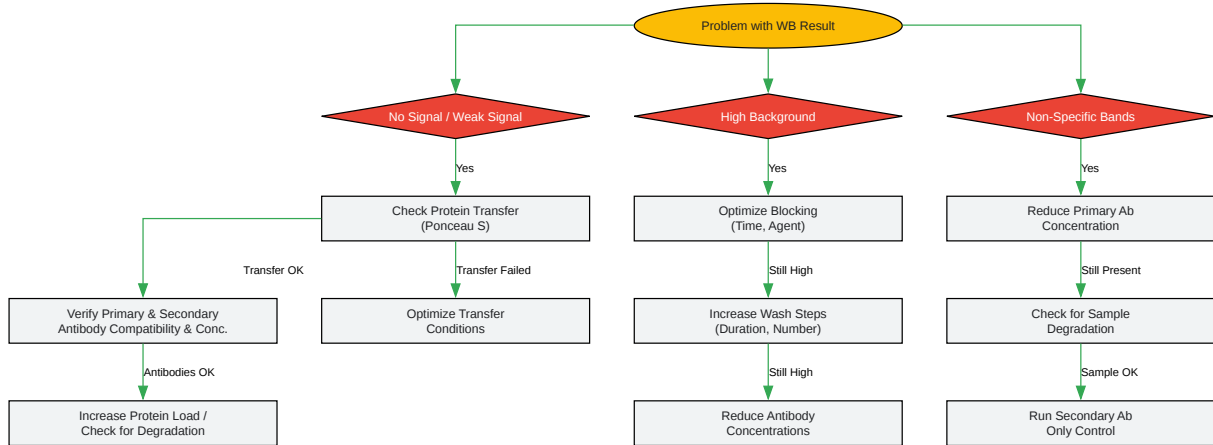 Problem with WB Result
No Signal / Weak Signal
High Background
Non-Specific Bands
Yes
Yes
Yes
Check Protein Transfer
(Ponceau S)
Optimize Blocking
(Time, Agent)
Reduce Primary Ab
Concentration
Transfer OK
Transfer Failed
Still High
Still Present
Verify Primary & Secondary
Antibody Compatibility & Conc.
Optimize Transfer
Conditions
Increase Wash Steps
(Duration, Number)
Check for Sample
Degradation
Antibodies OK
Still High
Sample OK
Increase Protein Load /
Check for Degradation
Reduce Antibody
Concentrations
Run Secondary Ab
Only Control